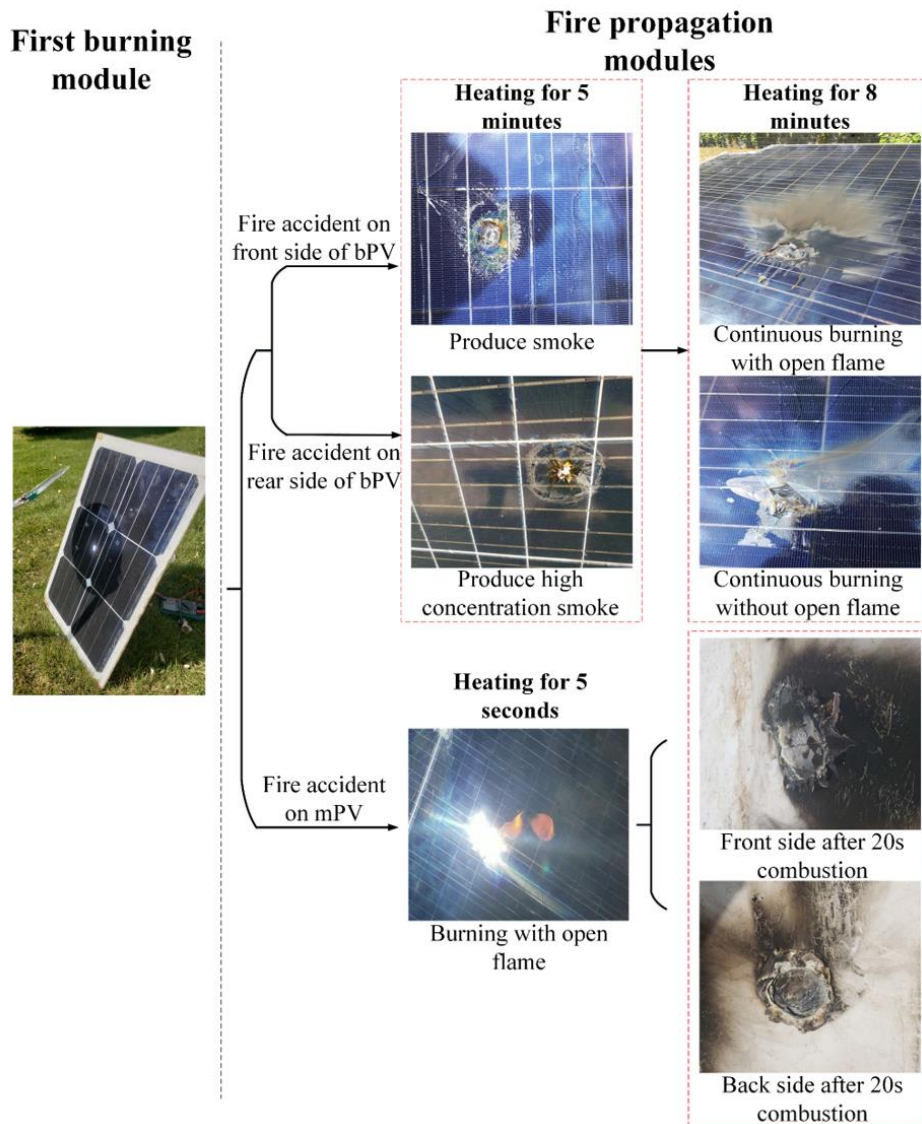 First burning
module
Fire propagation
modules
Heating for 5
minutes
Heating for 8
minutes
Fire accident on
front side of bPV
Produce smoke
Continuous burning
with open flame
Fire accident on
rear side of bPV
Produce high
concentration smoke
Continuous burning
without open flame
Heating for 5
seconds
Fire accident
on mPV
Burning with open
flame
Front side after 20s
combustion
Back side after 20s
combustion